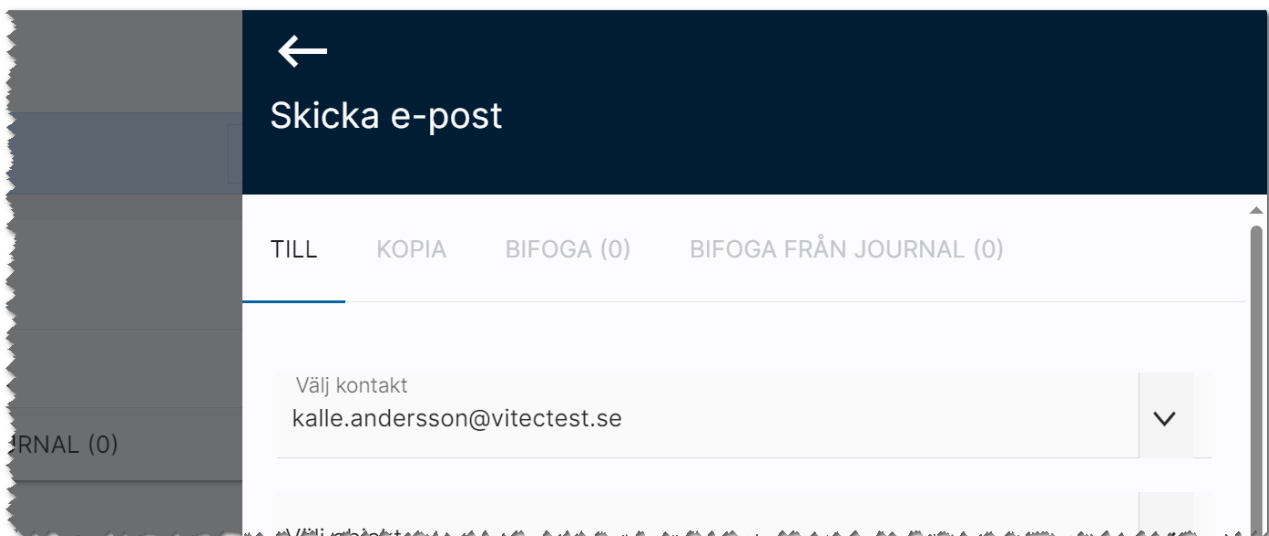 Skicka e-post
TILL KOPIA BIFOGA (0) BIFOGA FRÅN JOURNAL (0)
Välj kontakt
kalle.andersson@vitectest.se
RNAL (0)